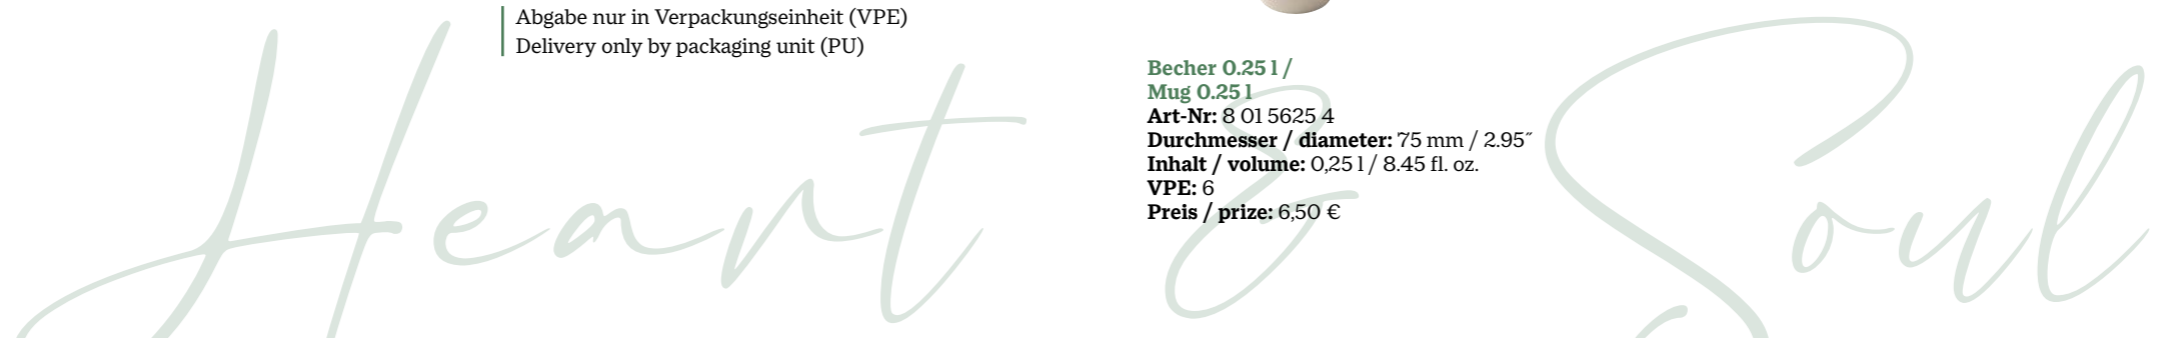 Abgabe nur in Verpackungseinheit (VPE)
Delivery only by packaging unit (PU)
Becher 0.25 l /
Mug 0.25 l
Art-Nr: 8 01 5625 4
Durchmesser / diameter: 75 mm / 2.95˝
Inhalt / volume: 0,25 l / 8.45 fl. oz.
VPE: 6
Preis / prize: 6,50 €
Heart & Soul